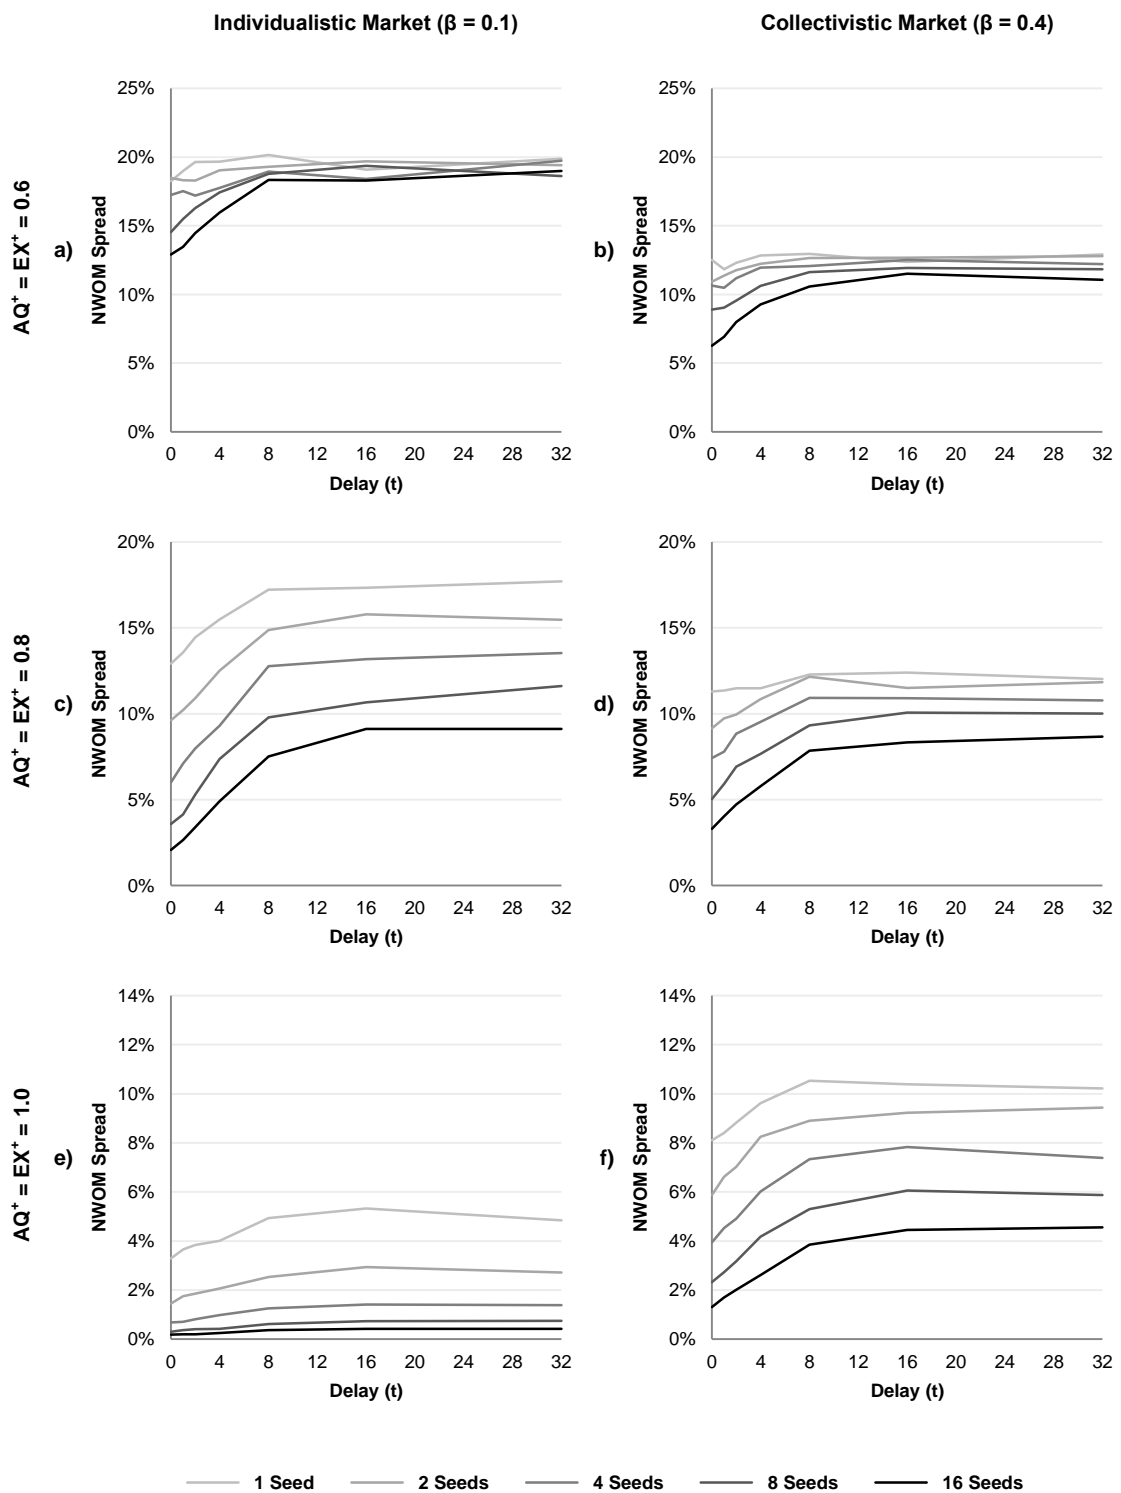 Individualistic Market (β = 0.1)
Collectivistic Market (β = 0.4)
AQ⁺ = EX⁺ = 0.6
a)
NWOM Spread
25%
20%
15%
10%
5%
0%
0 4 8 12 16 20 24 28 32
Delay (t)
b)
NWOM Spread
25%
20%
15%
10%
5%
0%
0 4 8 12 16 20 24 28 32
Delay (t)
AQ⁺ = EX⁺ = 0.8
c)
NWOM Spread
20%
15%
10%
5%
0%
0 4 8 12 16 20 24 28 32
Delay (t)
d)
NWOM Spread
20%
15%
10%
5%
0%
0 4 8 12 16 20 24 28 32
Delay (t)
AQ⁺ = EX⁺ = 1.0
e)
NWOM Spread
14%
12%
10%
8%
6%
4%
2%
0%
0 4 8 12 16 20 24 28 32
Delay (t)
f)
NWOM Spread
14%
12%
10%
8%
6%
4%
2%
0%
0 4 8 12 16 20 24 28 32
Delay (t)
1 Seed 2 Seeds 4 Seeds 8 Seeds 16 Seeds